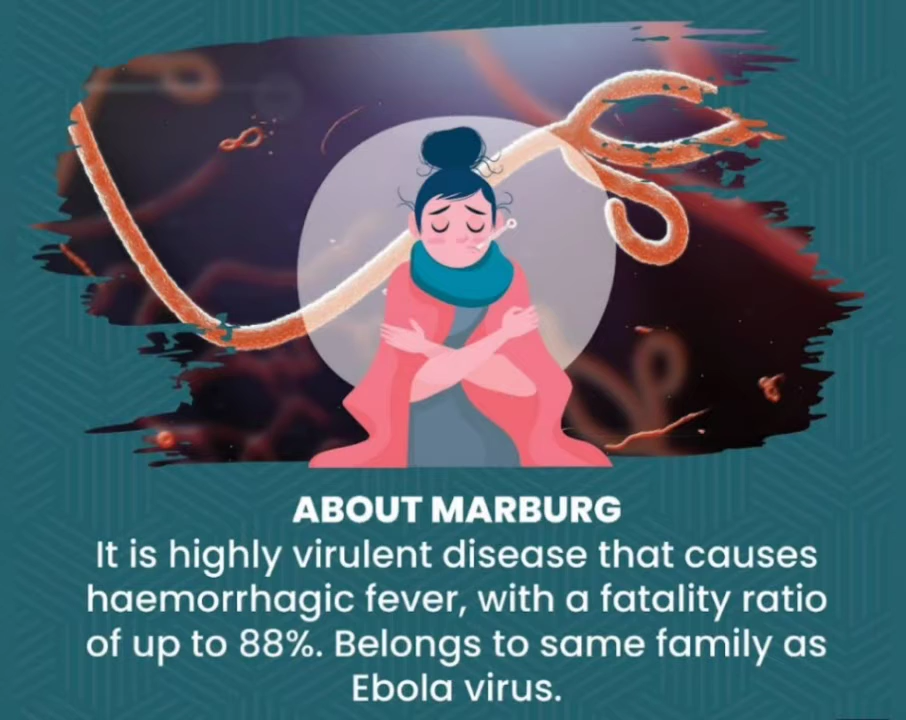 ABOUT MARBURG
It is highly virulent disease that causes
haemorrhagic fever, with a fatality ratio
of up to 88%. Belongs to same family as
Ebola virus.